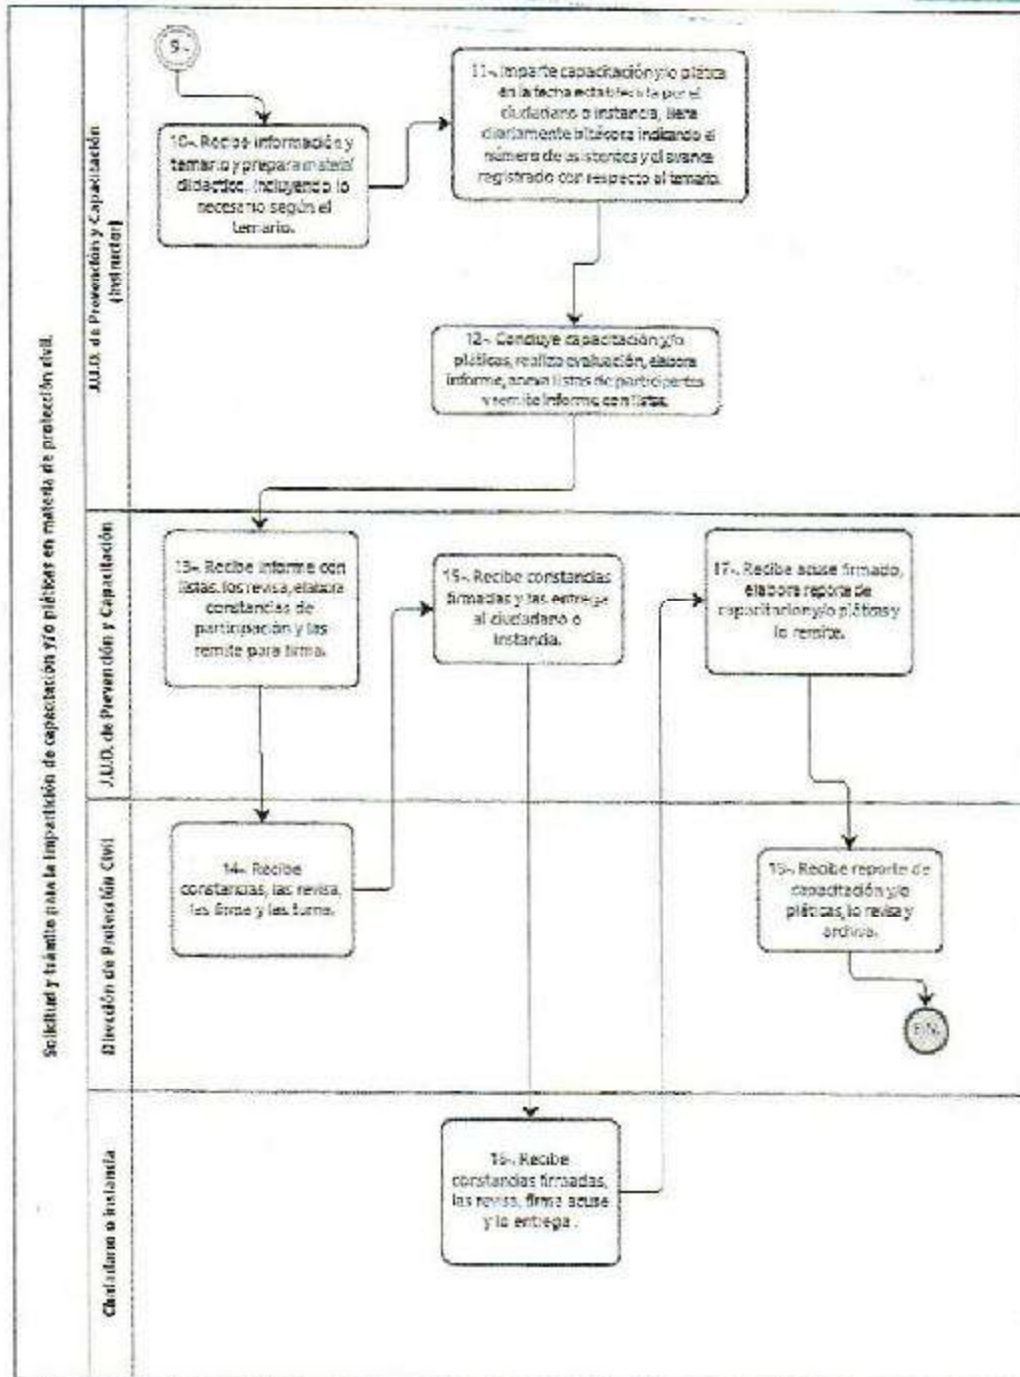 Solicitud y trámite para la impartición de capacitación y/o pláticas en materia de protección civil.
J.U.D. de Prevención y Capacitación
(Instructor)
9-.
10-. Recibe información y
temario y prepara material
didáctico, incluyendo lo
necesario según el
temario.
11-. Imparte capacitación y/o plática
en la fecha establecida por el
ciudadano o instancia, llena
diariamente bitácora indicando el
número de asistentes y el avance
registrado con respecto al temario.
12-. Concluye capacitación y/o
pláticas, realiza evaluación, elabora
informe, anexa listas de participantes
y remite informe con listas.
J.U.D. de Prevención y Capacitación
13-. Recibe informe con
listas, los revisa, elabora
constancias de
participación y las
remite para firma.
15-. Recibe constancias
firmadas y las entrega
al ciudadano o
instancia.
17-. Recibe acuse firmado,
elabora reporte de
capacitación y/o pláticas y
lo remite.
Dirección de Protección Civil
14-. Recibe
constancias, las revisa,
las firma y las turna.
Recibe reporte de
capacitación y/o
pláticas, lo revisa y
archiva.
FIN.
Ciudadano o instancia
16-. Recibe
constancias firmadas,
las revisa, firma acuse
y lo entrega.